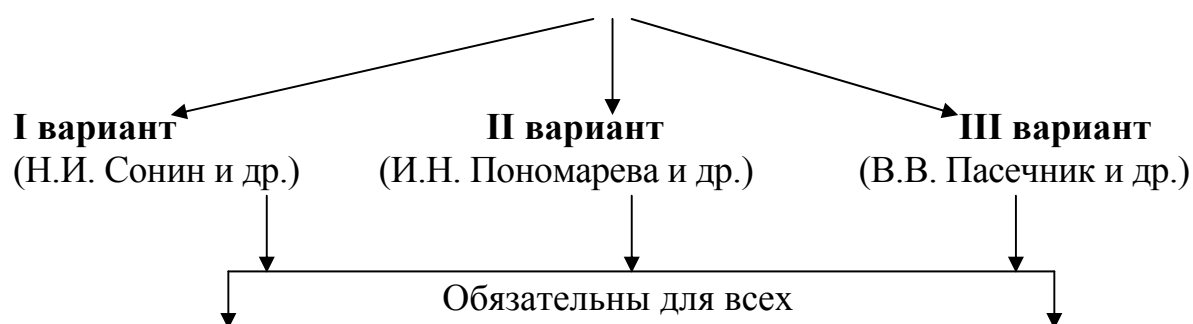 I вариант II вариант III вариант
(Н.И. Сонин и др.) (И.Н. Пономарева и др.) (В.В. Пасечник и др.)
Обязательны для всех